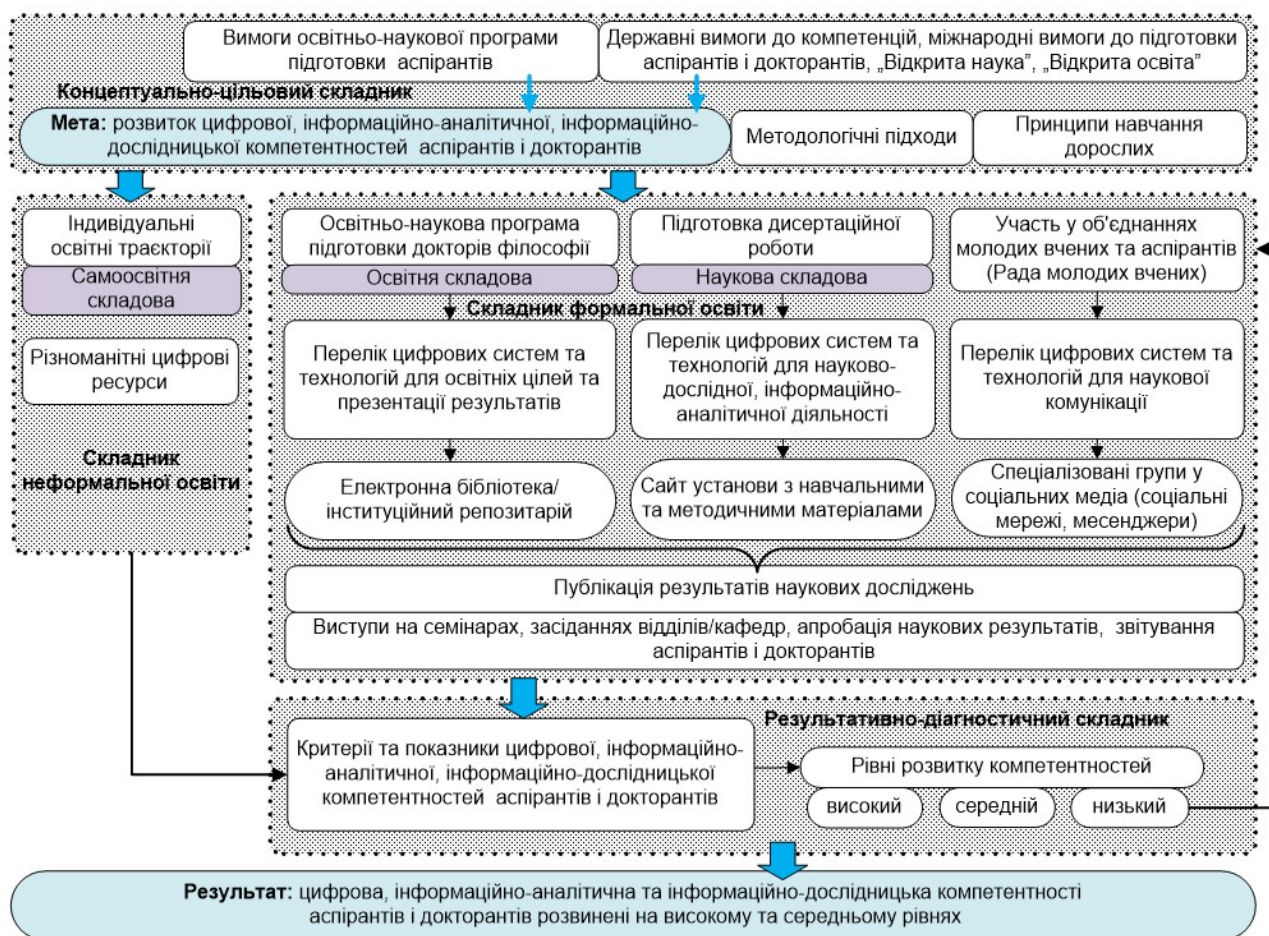 Вимоги освітньо-наукової програми
підготовки аспірантів
Державні вимоги до компетенцій, міжнародні вимоги до підготовки
аспірантів і докторантів, „Відкрита наука”, „Відкрита освіта”
Концептуально-цільовий складник
Мета: розвиток цифрової, інформаційно-аналітичної, інформаційно-
дослідницької компетентностей аспірантів і докторантів
Методологічні підходи
Принципи навчання
дорослих
Індивідуальні
освітні траєкторії
Самоосвітня
складова
Різноманітні цифрові
ресурси
Складник
неформальної освіти
Освітньо-наукова програма
підготовки докторів філософії
Освітня складова
Підготовка дисертаційної
роботи
Наукова складова
Участь у об'єднаннях
молодих вчених та аспірантів
(Рада молодих вчених)
Складник формальної освіти
Перелік цифрових систем та
технологій для освітніх цілей та
презентації результатів
Перелік цифрових систем та
технологій для науково-
дослідної, інформаційно-
аналітичної діяльності
Перелік цифрових систем та
технологій для наукової
комунікації
Електронна бібліотека/
інституційний репозитарій
Сайт установи з навчальними
та методичними матеріалами
Спеціалізовані групи у
соціальних медіа (соціальні
мережі, месенджери)
Публікація результатів наукових досліджень
Виступи на семінарах, засіданнях відділів/кафедр, апробація наукових результатів, звітування
аспірантів і докторантів
Результативно-діагностичний складник
Критерії та показники цифрової, інформаційно-
аналітичної, інформаційно-дослідницької
компетентностей аспірантів і докторантів
Рівні розвитку компетентностей
високий
середній
низький
Результат: цифрова, інформаційно-аналітична та інформаційно-дослідницька компетентності
аспірантів і докторантів розвинені на високому та середньому рівнях